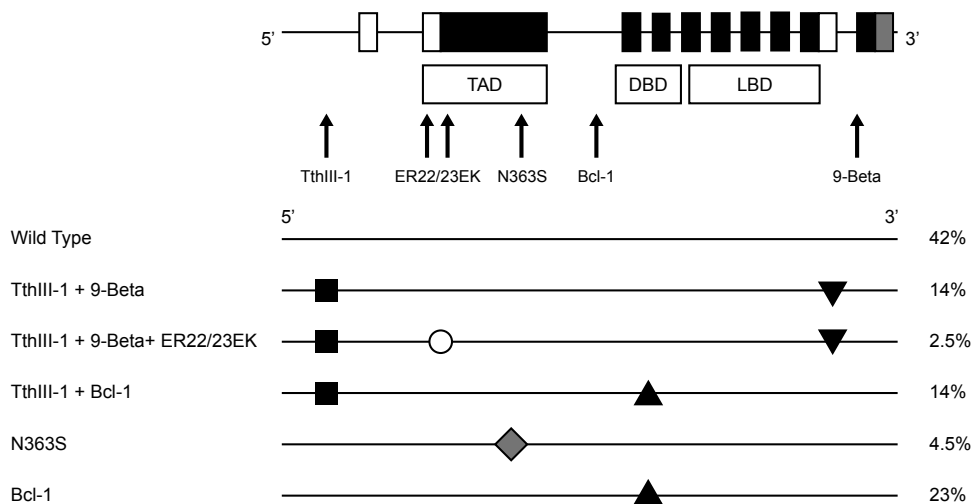 5’ 3’
TAD DBD LBD
TthIII-1 ER22/23EK N363S Bcl-1 9-Beta
5’ 3’
Wild Type 42%
TthIII-1 + 9-Beta 14%
TthIII-1 + 9-Beta+ ER22/23EK 2.5%
TthIII-1 + Bcl-1 14%
N363S 4.5%
Bcl-1 23%